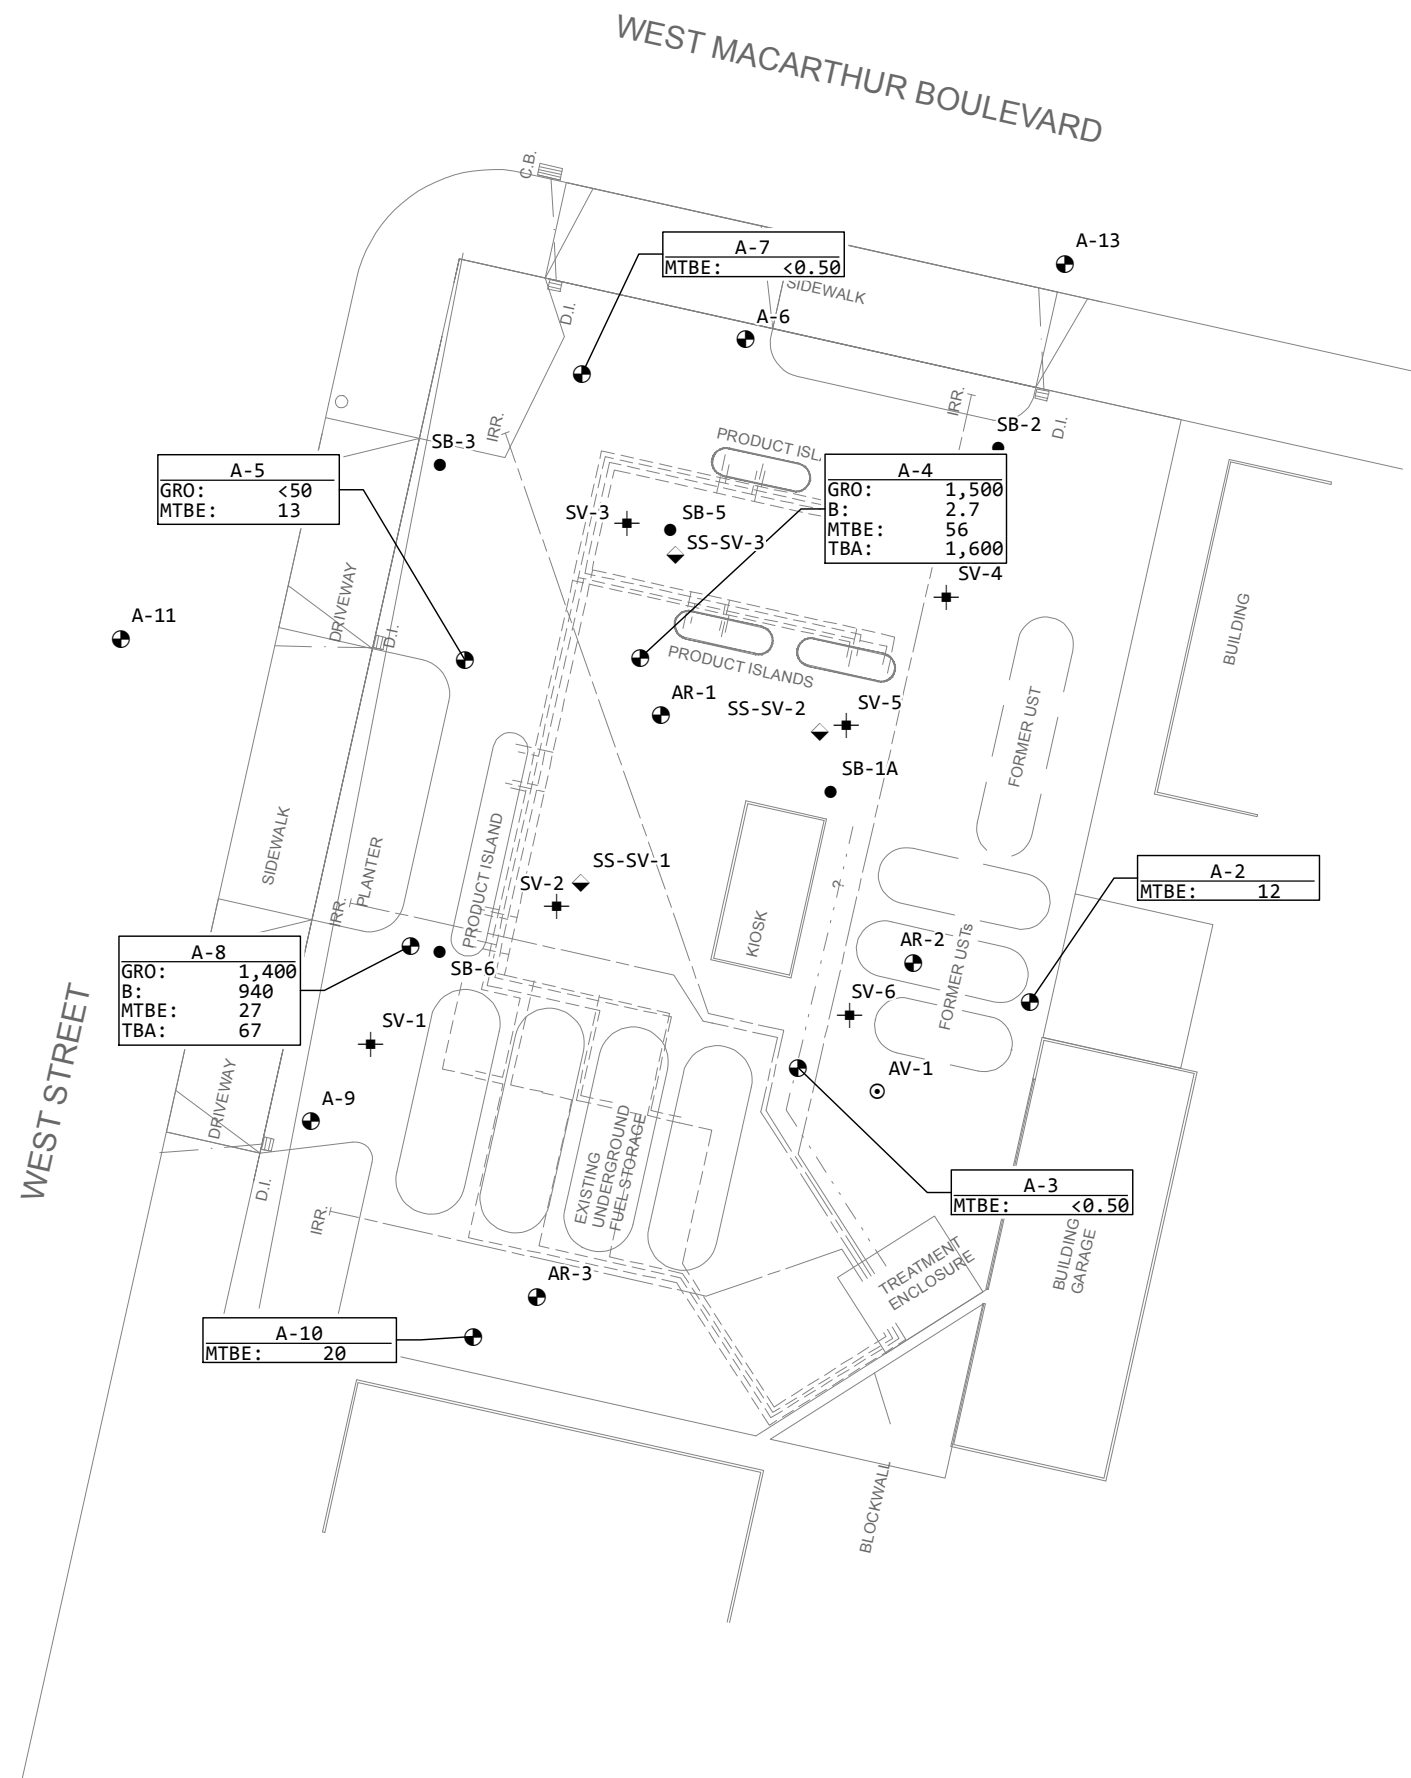 WEST MACARTHUR BOULEVARD
C.B.
A-7
MTBE: <0.50
A-13
SIDEWALK
D.I.
A-6
IRR.
SB-2
D.I.
IRR.
SB-3
PRODUCT
A-5
GRO: <50
MTBE: 13
A-4
GRO: 1,500
B: 2.7
MTBE: 56
TBA: 1,600
SV-3
SB-5
SS-SV-3
SV-4
DRIVEWAY
D.I.
A-11
BUILDING
PRODUCT ISLANDS
AR-1
SS-SV-2
SV-5
FORMER UST
SB-1A
SIDEWALK
PLANTER
PRODUCT ISLAND
SS-SV-1
SV-2
?
A-2
MTBE: 12
IRR.
KIOSK
AR-2
FORMER USTs
A-8
GRO: 1,400
B: 940
MTBE: 27
TBA: 67
SB-6
SV-6
SV-1
WEST STREET
DRIVEWAY
A-9
AV-1
EXISTING
UNDERGROUND
FUEL STORAGE
D.I.
IRR.
A-3
MTBE: <0.50
BUILDING
GARAGE
TREATMENT
ENCLOSURE
AR-3
A-10
MTBE: 20
BLOCKWALL